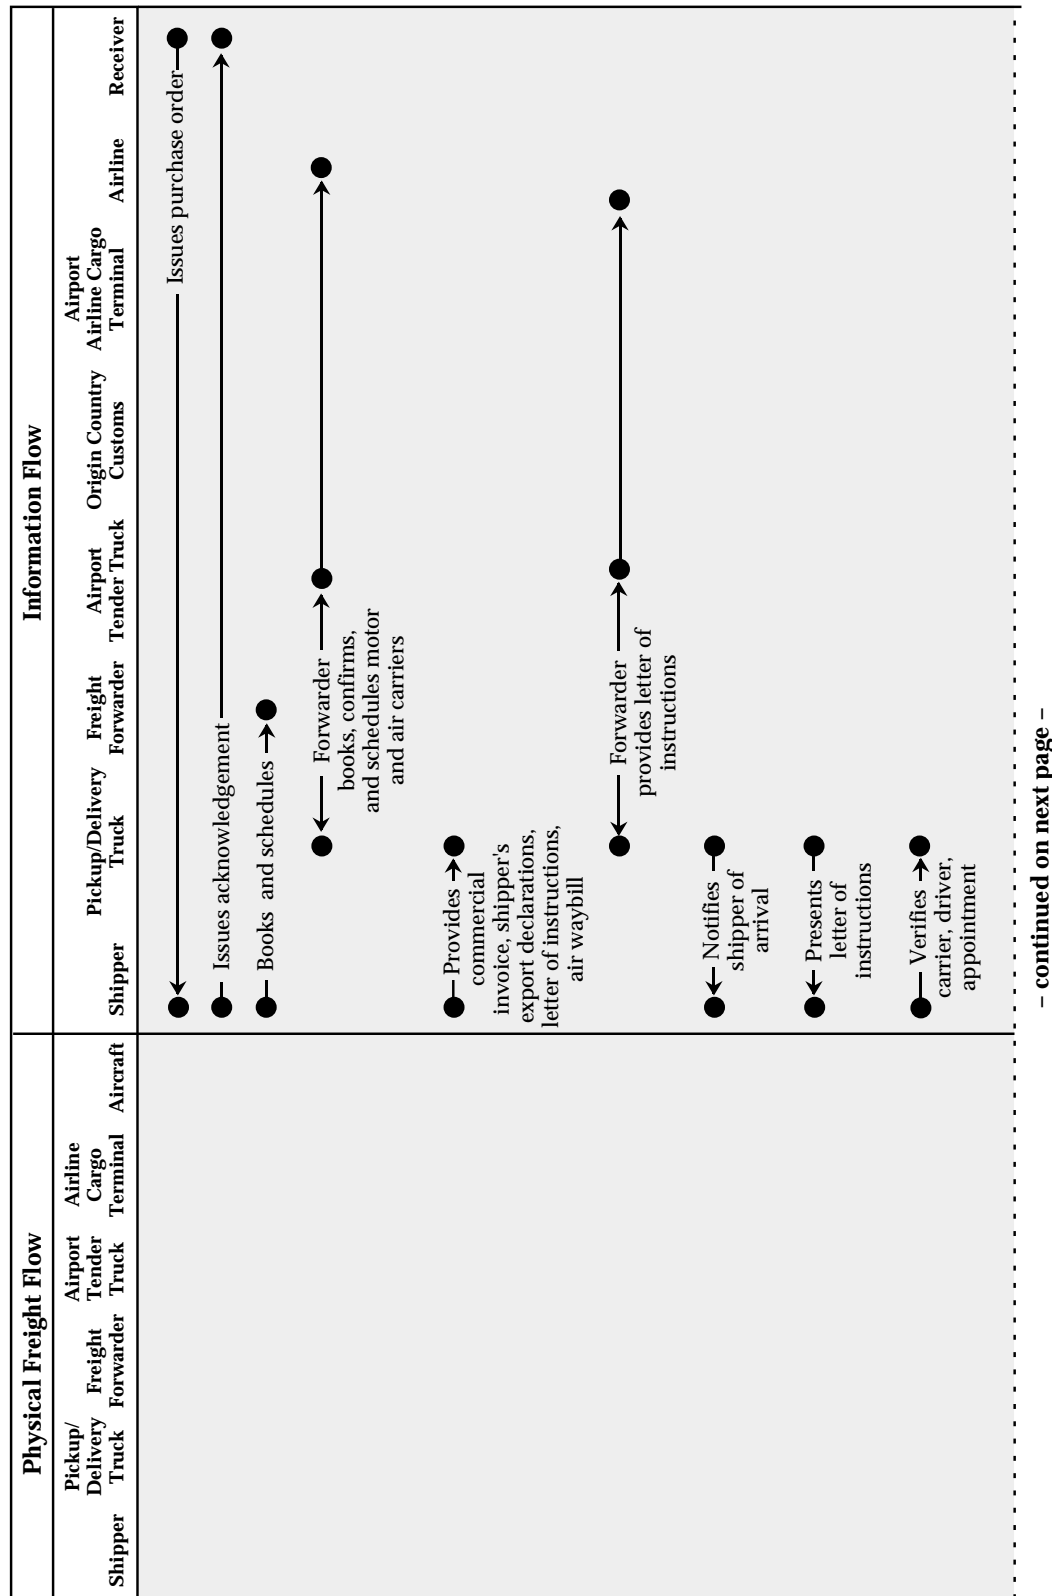 Physical Freight Flow
Information Flow
Shipper
Pickup/
Delivery
Truck
Freight
Forwarder
Airport
Tender
Truck
Airline
Cargo
Terminal
Aircraft
Shipper
Pickup/Delivery
Truck
Freight
Forwarder
Airport
Tender Truck
Origin Country
Customs
Airport
Airline Cargo
Terminal
Airline
Receiver
Issues purchase order
Issues acknowledgement
Books and schedules
Forwarder
books, confirms,
and schedules motor
and air carriers
Provides
commercial
invoice, shipper's
export declarations,
letter of instructions,
air waybill
Forwarder
provides letter of
instructions
Notifies
shipper of
arrival
Presents
letter of
instructions
Verifies
carrier, driver,
appointment
– continued on next page –